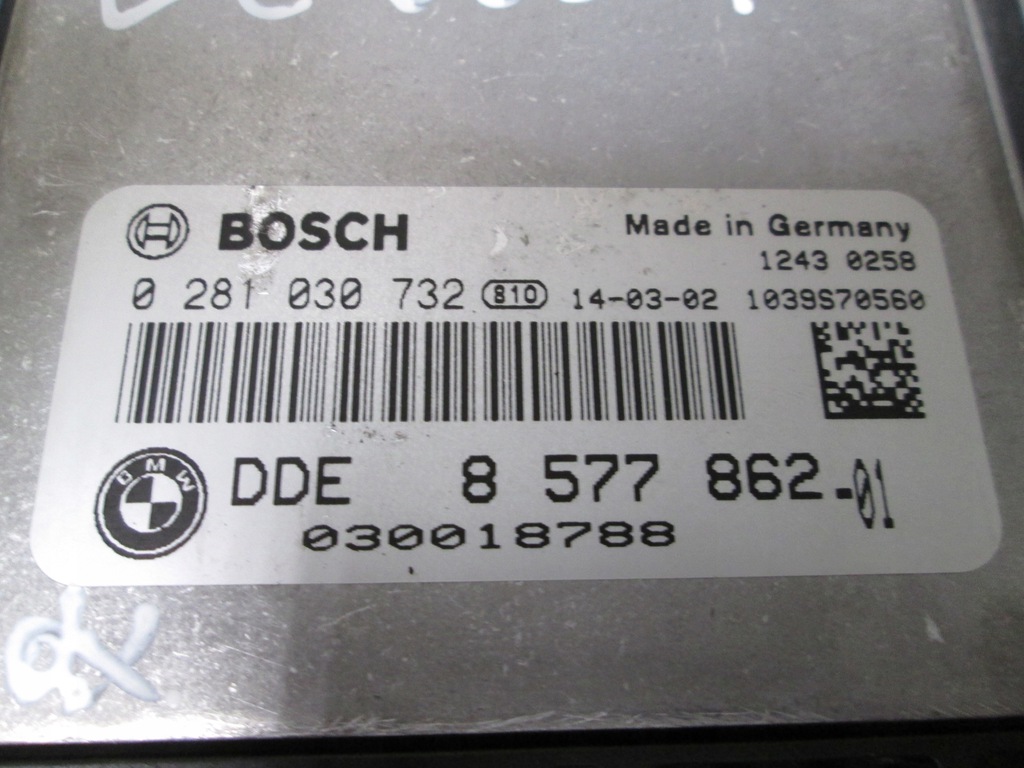 BOSCH Made in Germany
1243 0258
0 281 030 732 810 14-03-02 1039S70560
BMW DDE 8 577 862.01
030018788